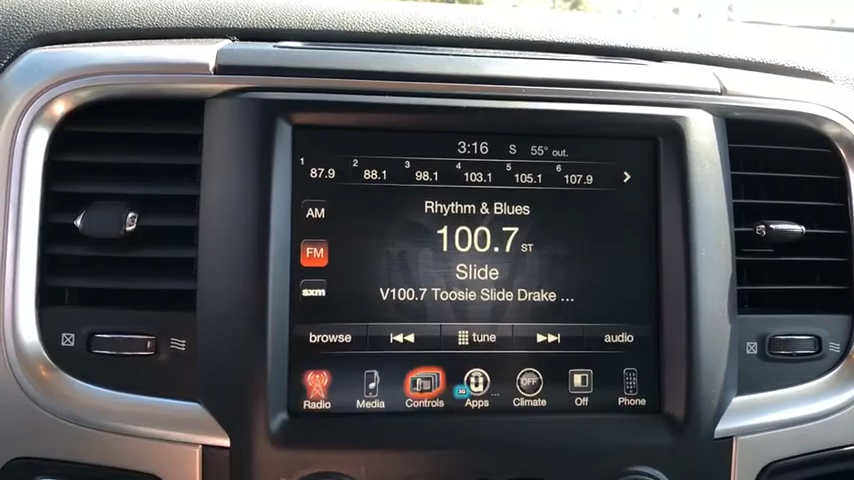 3:16 S 55° out.
1 87.9 2 88.1 3 98.1 4 103.1 5 105.1 6 107.9
AM
Rhythm & Blues
FM
100.7 ST
Slide
sxm
V100.7 Toosie Slide Drake ...
browse tune audio
OFF
3G
Radio Media Controls Apps ... Climate Off Phone